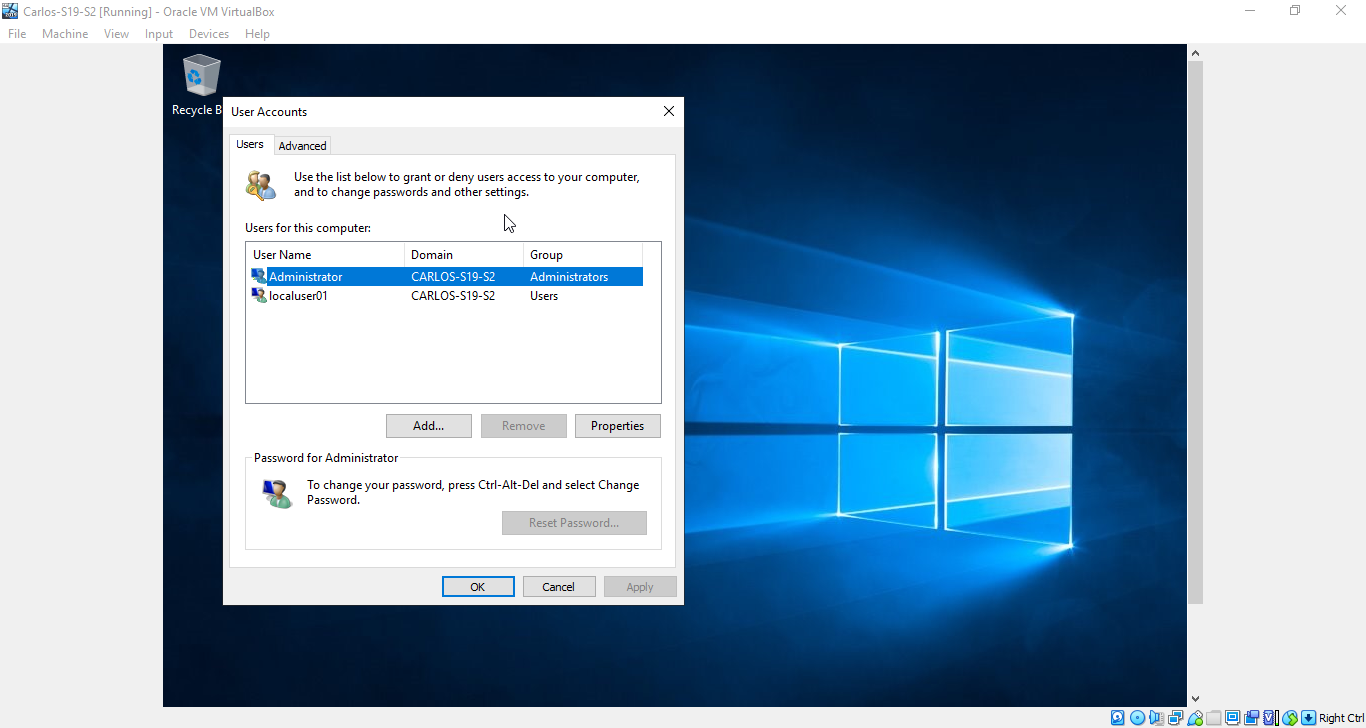 Carlos-S19-S2 [Running] - Oracle VM VirtualBox
File Machine View Input Devices Help
Recycle B
User Accounts
Users Advanced
Use the list below to grant or deny users access to your computer,
and to change passwords and other settings.
Users for this computer:
User Name Domain Group
Administrator CARLOS-S19-S2 Administrators
localuser01 CARLOS-S19-S2 Users
Add... Remove Properties
Password for Administrator
To change your password, press Ctrl-Alt-Del and select Change
Password.
Reset Password...
OK Cancel Apply
Right Ctrl